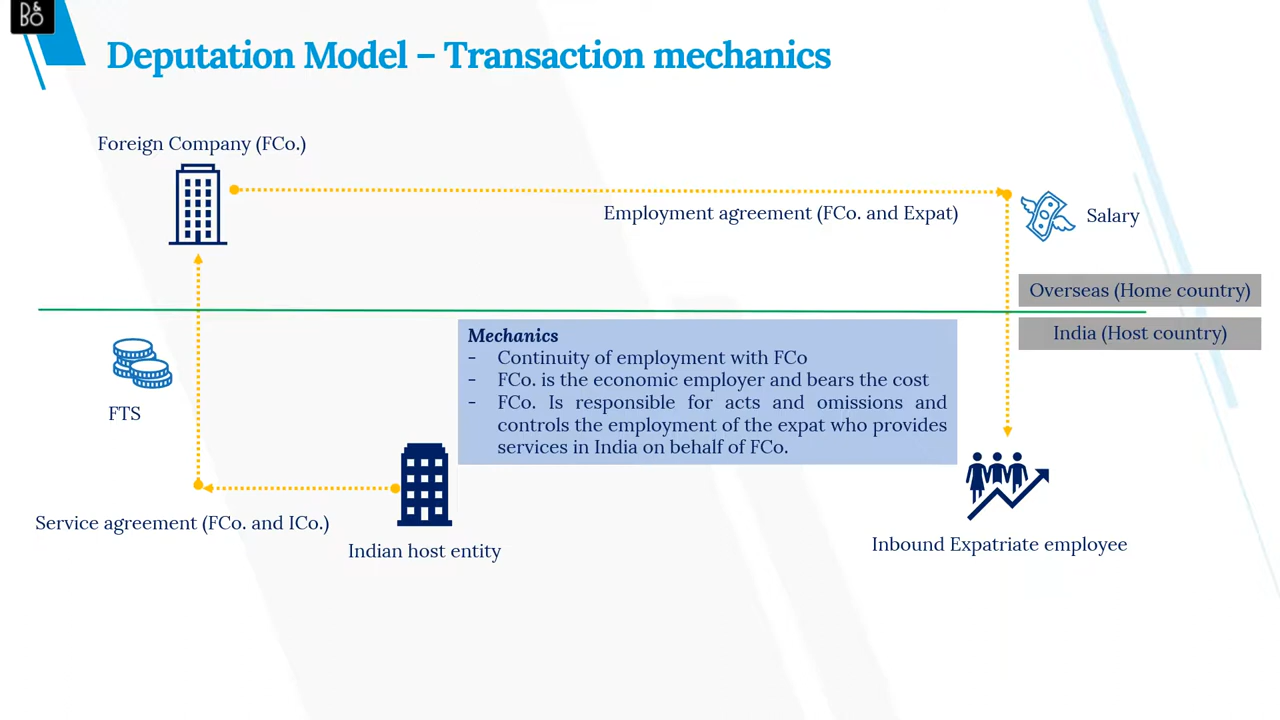 B&O
Deputation Model – Transaction mechanics
Foreign Company (FCo.)
Employment agreement (FCo. and Expat)
Salary
Overseas (Home country)
India (Host country)
Mechanics
- Continuity of employment with FCo
- FCo. is the economic employer and bears the cost
- FCo. Is responsible for acts and omissions and
controls the employment of the expat who provides
services in India on behalf of FCo.
FTS
Service agreement (FCo. and ICo.)
Indian host entity
Inbound Expatriate employee